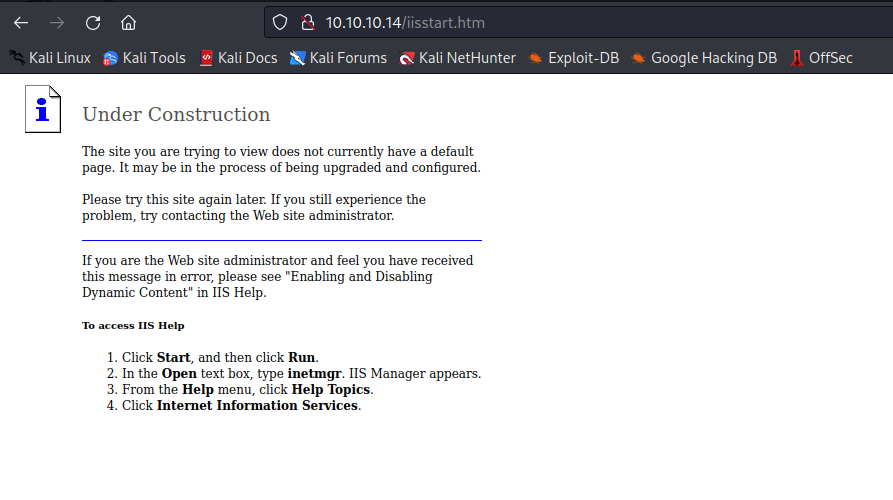 10.10.10.14/iisstart.htm
Kali Linux Kali Tools Kali Docs Kali Forums Kali NetHunter Exploit-DB Google Hacking DB OffSec
Under Construction
The site you are trying to view does not currently have a default
page. It may be in the process of being upgraded and configured.
Please try this site again later. If you still experience the
problem, try contacting the Web site administrator.
If you are the Web site administrator and feel you have received
this message in error, please see "Enabling and Disabling
Dynamic Content" in IIS Help.
To access IIS Help
1. Click Start, and then click Run.
2. In the Open text box, type inetmgr. IIS Manager appears.
3. From the Help menu, click Help Topics.
4. Click Internet Information Services.